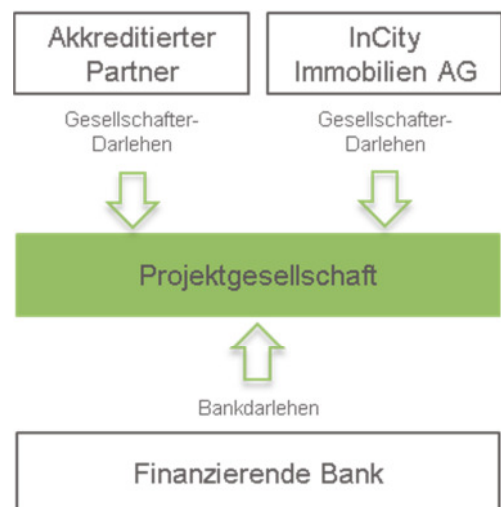 Akkreditierter
Partner
InCity
Immobilien AG
Gesellschafter-
Darlehen
Gesellschafter-
Darlehen
Projektgesellschaft
Bankdarlehen
Finanzierende Bank